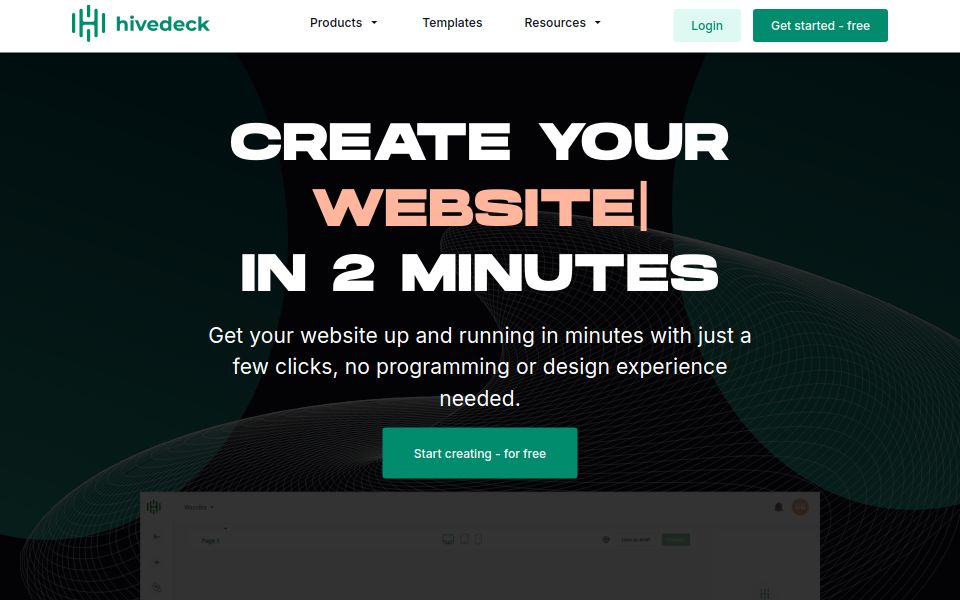 hivedeck
Products
Templates
Resources
Login
Get started - free
CREATE YOUR
WEBSITE
IN 2 MINUTES
Get your website up and running in minutes with just a
few clicks, no programming or design experience
needed.
Start creating - for free
Page 1